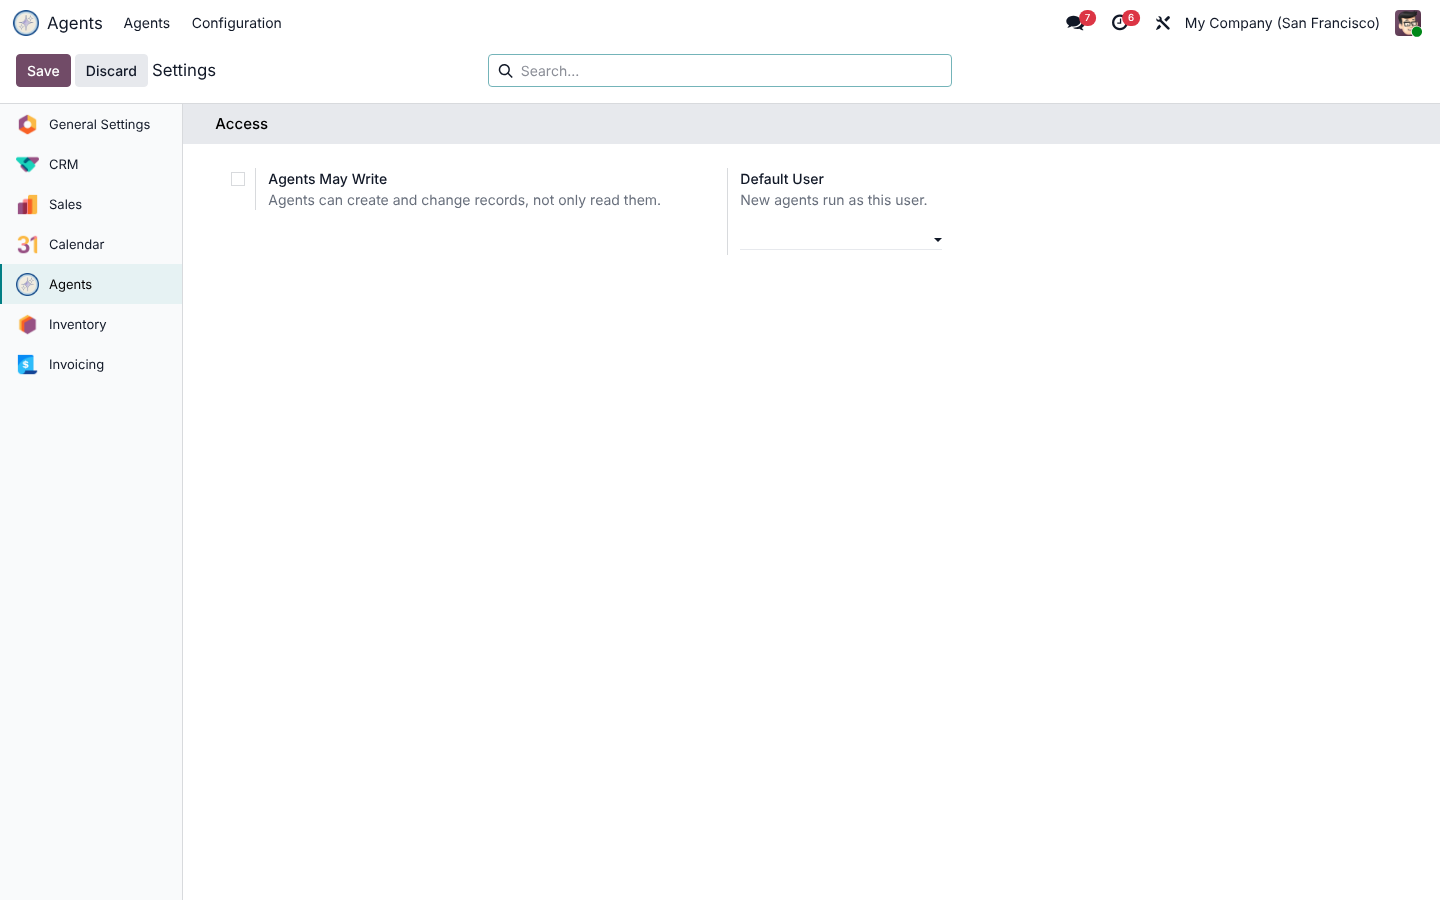 Agents Agents Configuration 7 6 My Company (San Francisco)
Save Discard Settings Search...
General Settings
CRM
Sales
31 Calendar
Agents
Inventory
$ Invoicing
Access
Agents May Write
Agents can create and change records, not only read them.
Default User
New agents run as this user.